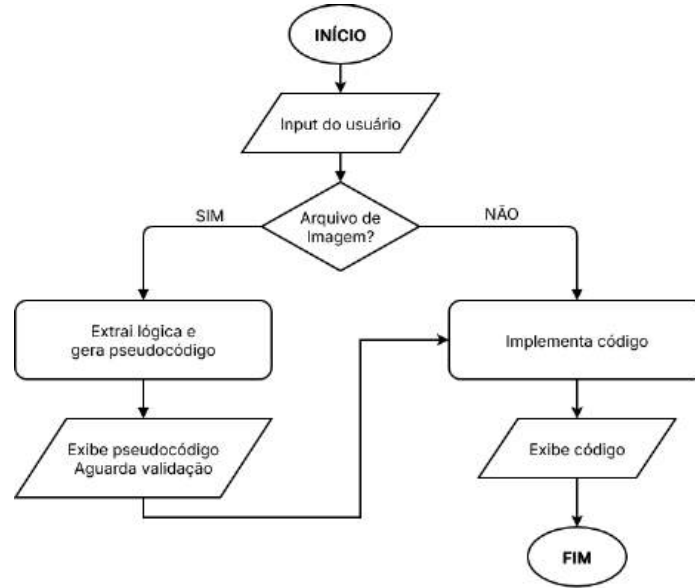 INÍCIO
Input do usuário
Arquivo de
Imagem?
SIM
NÃO
Extrai lógica e
gera pseudocódigo
Implementa código
Exibe pseudocódigo
Aguarda validação
Exibe código
FIM